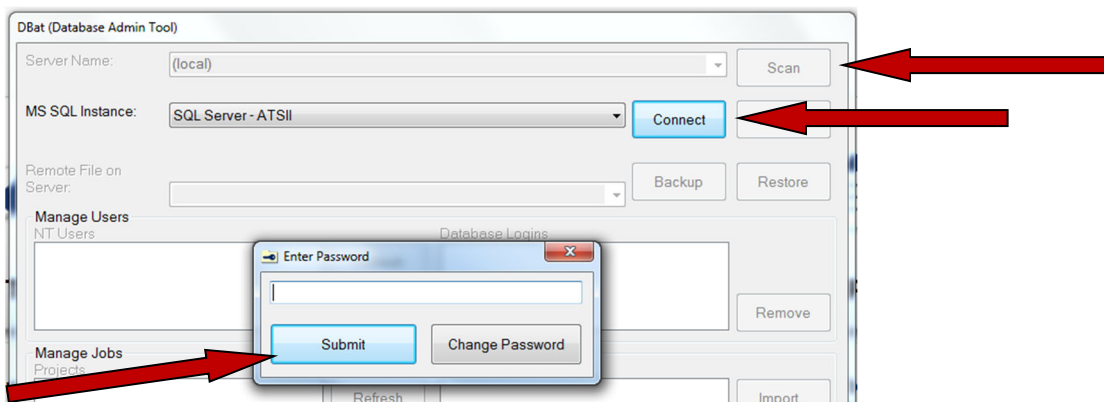 DBat (Database Admin Tool)
Server Name:
(local)
Scan
MS SQL Instance:
SQL Server - ATSII
Connect
Remote File on
Server:
Backup
Restore
Manage Users
NT Users
Database Logins
Enter Password
Remove
Submit
Change Password
Manage Jobs
Projects
Refresh
Import